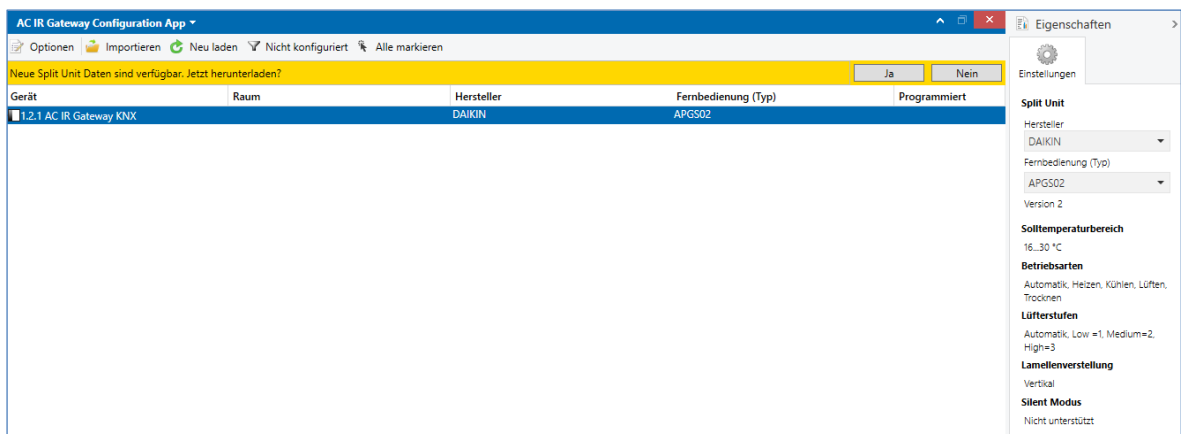 AC IR Gateway Configuration App
Optionen Importieren Neu laden Nicht konfiguriert Alle markieren
Neue Split Unit Daten sind verfügbar. Jetzt herunterladen? Ja Nein
Gerät Raum Hersteller Fernbedienung (Typ) Programmiert
1.2.1 AC IR Gateway KNX DAIKIN APGS02
Eigenschaften
Einstellungen
Split Unit
Hersteller
DAIKIN
Fernbedienung (Typ)
APGS02
Version 2
Solltemperaturbereich
16...30 °C
Betriebsarten
Automatik, Heizen, Kühlen, Lüften,
Trocknen
Lüfterstufen
Automatik, Low =1, Medium=2,
High=3
Lamellenverstellung
Vertikal
Silent Modus
Nicht unterstützt